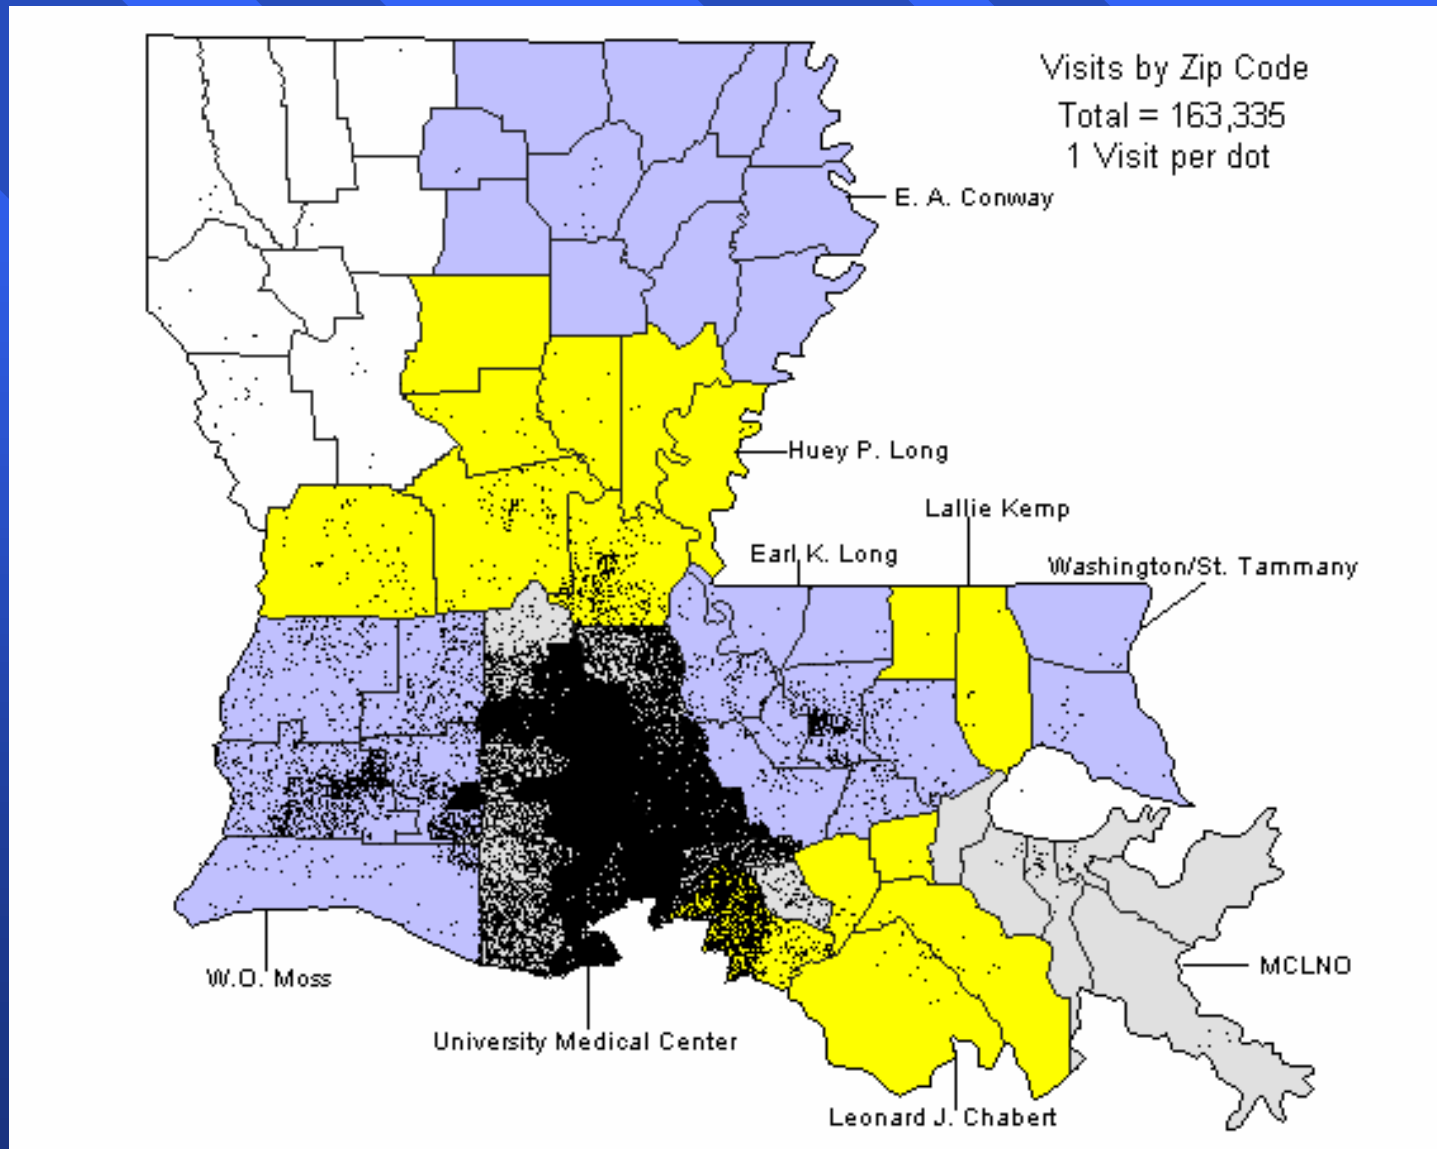 Visits by Zip Code
Total = 163,335
1 Visit per dot
E. A. Conway
Huey P. Long
Lallie Kemp
Earl K. Long
Washington/St. Tammany
W.O. Moss
MCLNO
University Medical Center
Leonard J. Chabert